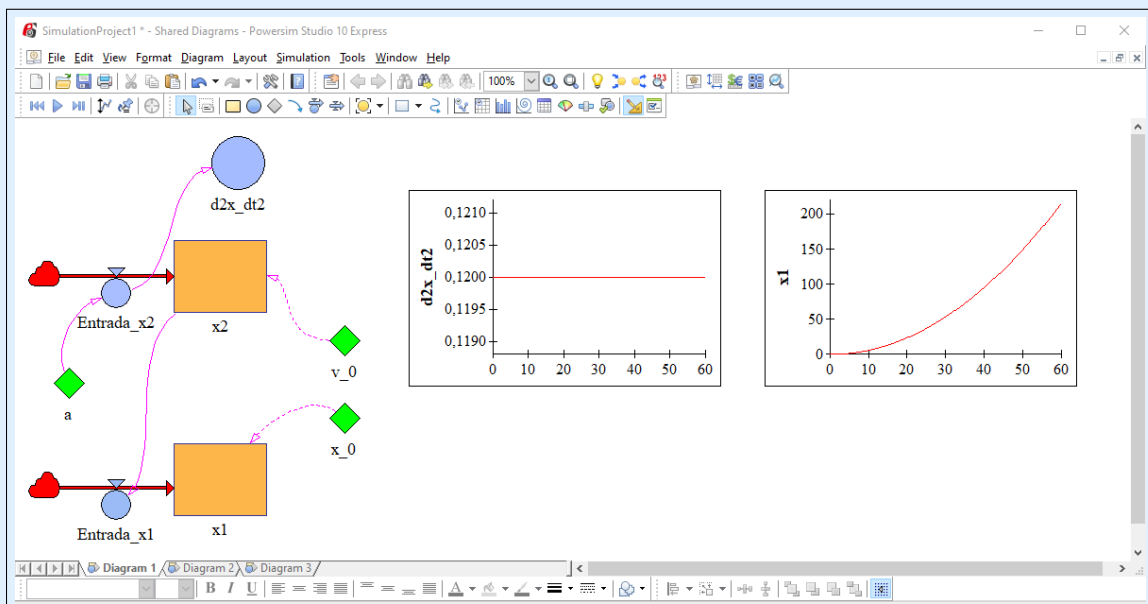 SimulationProject1 * - Shared Diagrams - Powersim Studio 10 Express
File Edit View Format Diagram Layout Simulation Tools Window Help
100%
123
d2x_dt2
Entrada_x2
x2
v_0
a
x_0
Entrada_x1
x1
0,1210
0,1205
0,1200
0,1195
0,1190
d2x_dt2
0 10 20 30 40 50 60
200
150
100
50
0
x1
0 10 20 30 40 50 60
Diagram 1 Diagram 2 Diagram 3
B I U A